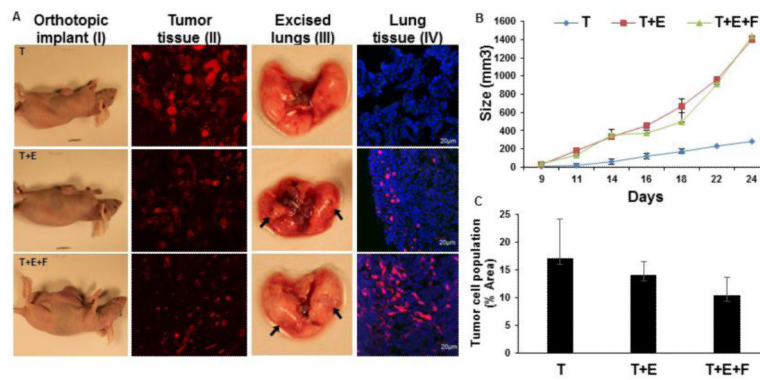 A
Orthotopic
implant (I)
Tumor
tissue (II)
Excised
lungs (III)
Lung
tissue (IV)
T
20µm
T+E
20µm
T+E+F
20µm
B
T T+E T+E+F
Size (mm3)
1600
1400
1200
1000
800
600
400
200
0
9 11 14 16 18 22 24
Days
C
Tumor cell population
(% Area)
25
20
15
10
5
0
T T+E T+E+F